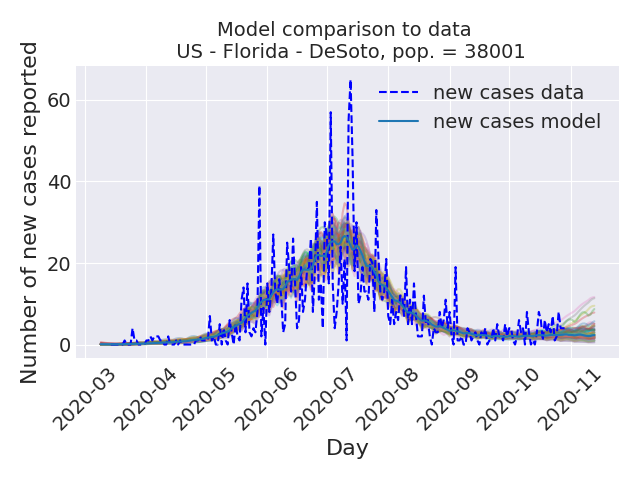 Model comparison to data
US - Florida - DeSoto, pop. = 38001
Number of new cases reported
60
40
20
0
new cases data
new cases model
2020-03
2020-04
2020-05
2020-06
2020-07
2020-08
2020-09
2020-10
2020-11
Day